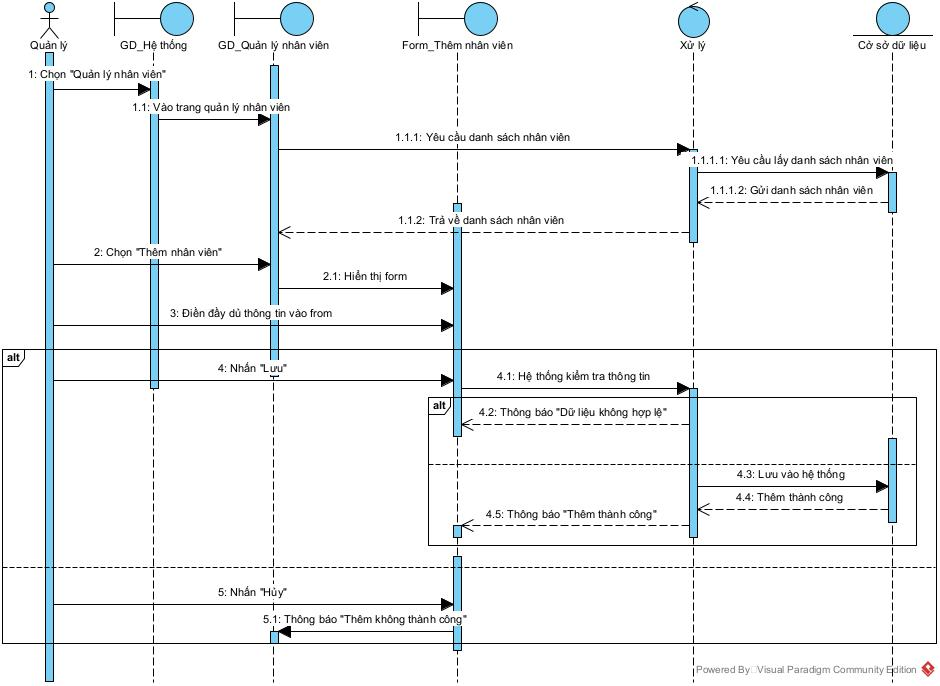 Quản lý
GD_Hệ thống
GD_Quản lý nhân viên
Form_Thêm nhân viên
Xử lý
Cở sở dữ liệu
1: Chọn "Quản lý nhân viên"
1.1: Vào trang quản lý nhân viên
1.1.1: Yêu cầu danh sách nhân viên
1.1.1.1: Yêu cầu lấy danh sách nhân viên
1.1.1.2: Gửi danh sách nhân viên
1.1.2: Trả về danh sách nhân viên
2: Chọn "Thêm nhân viên"
2.1: Hiển thị form
3: Điền đầy dủ thông tin vào from
alt
4: Nhấn "Lưu"
4.1: Hệ thống kiểm tra thông tin
alt
4.2: Thông báo "Dữ liệu không hợp lệ"
4.3: Lưu vào hệ thống
4.4: Thêm thành công
4.5: Thông báo "Thêm thành công"
5: Nhấn "Hủy"
5.1: Thông báo "Thêm không thành công"
Powered By Visual Paradigm Community Edition